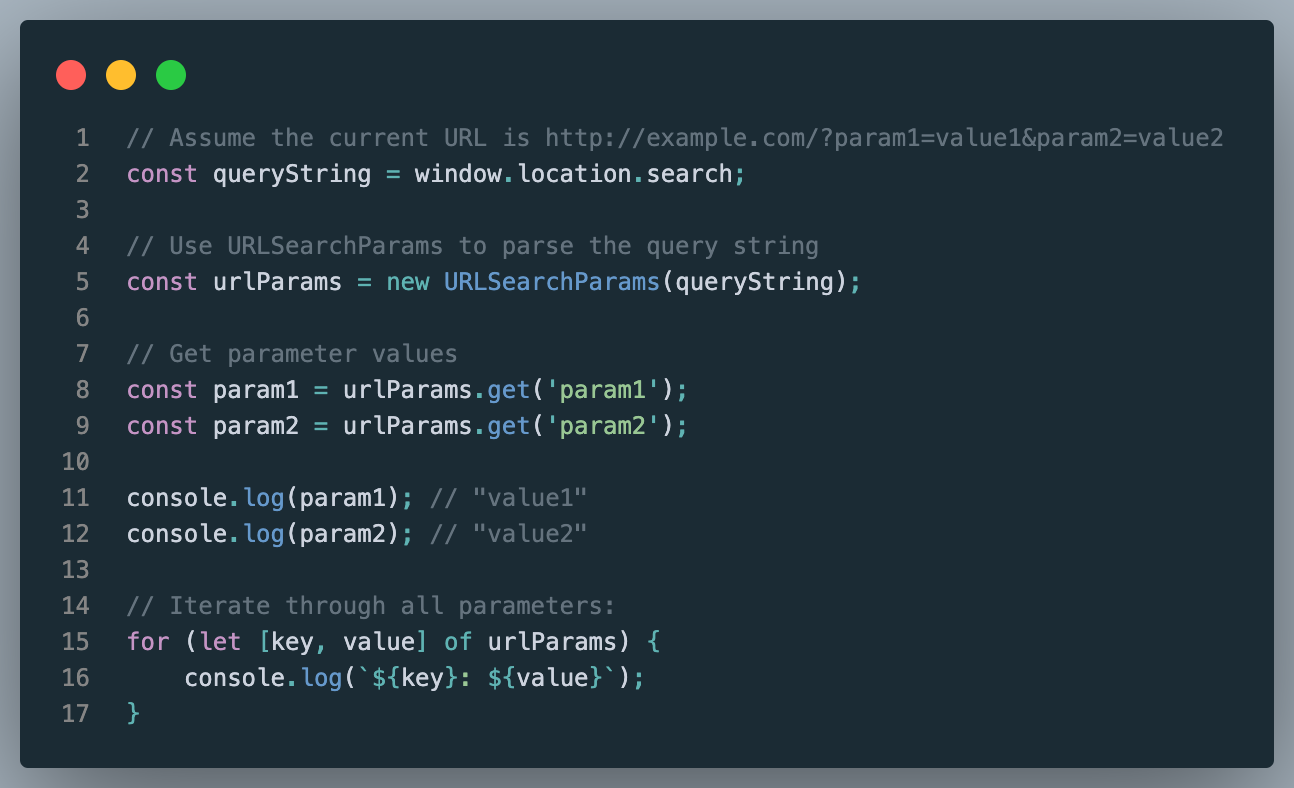 1 // Assume the current URL is http://example.com/?param1=value1&param2=value2
2 const queryString = window.location.search;
3
4 // Use URLSearchParams to parse the query string
5 const urlParams = new URLSearchParams(queryString);
6
7 // Get parameter values
8 const param1 = urlParams.get('param1');
9 const param2 = urlParams.get('param2');
10
11 console.log(param1); // "value1"
12 console.log(param2); // "value2"
13
14 // Iterate through all parameters:
15 for (let [key, value] of urlParams) {
16     console.log(`${key}: ${value}`);
17 }